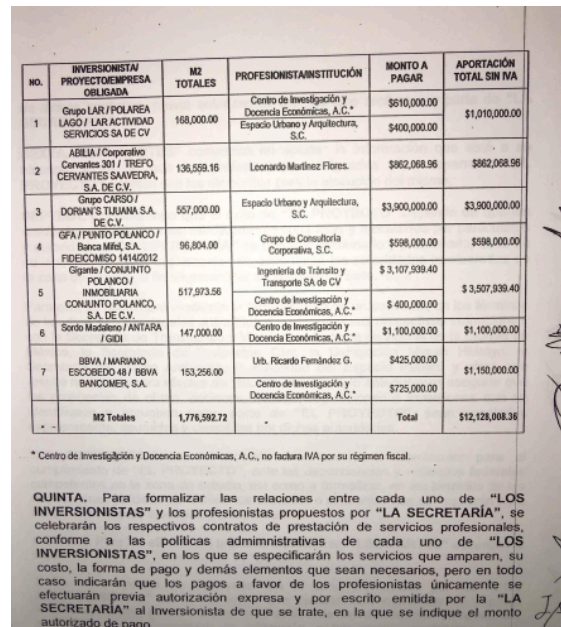 NO.
INVERSIONISTA/
PROYECTO/EMPRESA
OBLIGADA
M2
TOTALES
PROFESIONISTA/INSTITUCIÓN
MONTO A
PAGAR
APORTACIÓN
TOTAL SIN IVA
1
Grupo LAR / POLAREA
LAGO / LAR ACTIVIDAD
SERVICIOS SA DE CV
168,000.00
Centro de Investigación y
Docencia Económicas, A.C.*
$610,000.00
Espacio Urbano y Arquitectura,
S.C.
$400,000.00
$1,010,000.00
2
ABILIA / Corporativo
Cervantes 301 / TREFO
CERVANTES SAAVEDRA,
S.A. DE C.V.
136,559.16
Leonardo Martínez Flores.
$862,068.96
$862,068.96
3
Grupo CARSO /
DORIAN'S TIJUANA S.A.
DE C.V.
557,000.00
Espacio Urbano y Arquitectura,
S.C.
$3,900,000.00
$3,900,000.00
4
GFA / PUNTO POLANCO /
Banca Mifel, S.A.
FIDEICOMISO 1414/2012
96,804.00
Grupo de Consultoría
Corporativa, S.C.
$598,000.00
$598,000.00
5
Gigante / CONJUNTO
POLANCO /
INMOBILIARIA
CONJUNTO POLANCO,
S.A. DE C.V.
517,973.56
Ingeniería de Tránsito y
Transporte SA de CV
$ 3,107,939.40
Centro de Investigación y
Docencia Económicas, A.C.*
$ 400,000.00
$ 3,507,939.40
6
Sordo Madaleno / ANTARA
/ GIDI
147,000.00
Centro de Investigación y
Docencia Económicas, A.C.*
$1,100,000.00
$1,100,000.00
7
BBVA / MARIANO
ESCOBEDO 48 / BBVA
BANCOMER, S.A.
153,256.00
Urb. Ricardo Fernández G.
$425,000.00
Centro de Investigación y
Docencia Económicas, A.C.*
$725,000.00
$1,150,000.00
M2 Totales
1,776,592.72
Total
$12,128,008.36
* Centro de Investigación y Docencia Económicas, A.C., no factura IVA por su régimen fiscal.
QUINTA. Para formalizar las relaciones entre cada uno de “LOS
INVERSIONISTAS” y los profesionistas propuestos por “LA SECRETARÍA”, se
celebrarán los respectivos contratos de prestación de servicios profesionales,
conforme a las políticas admimnistrativas de cada uno de “LOS
INVERSIONISTAS”, en los que se especificarán los servicios que amparen, su
costo, la forma de pago y demás elementos que sean necesarios, pero en todo
caso indicarán que los pagos a favor de los profesionistas únicamente se
efectuarán previa autorización expresa y por escrito emitida por la “LA
SECRETARÍA” al Inversionista de que se trate, en la que se indique el monto
autorizado de pago